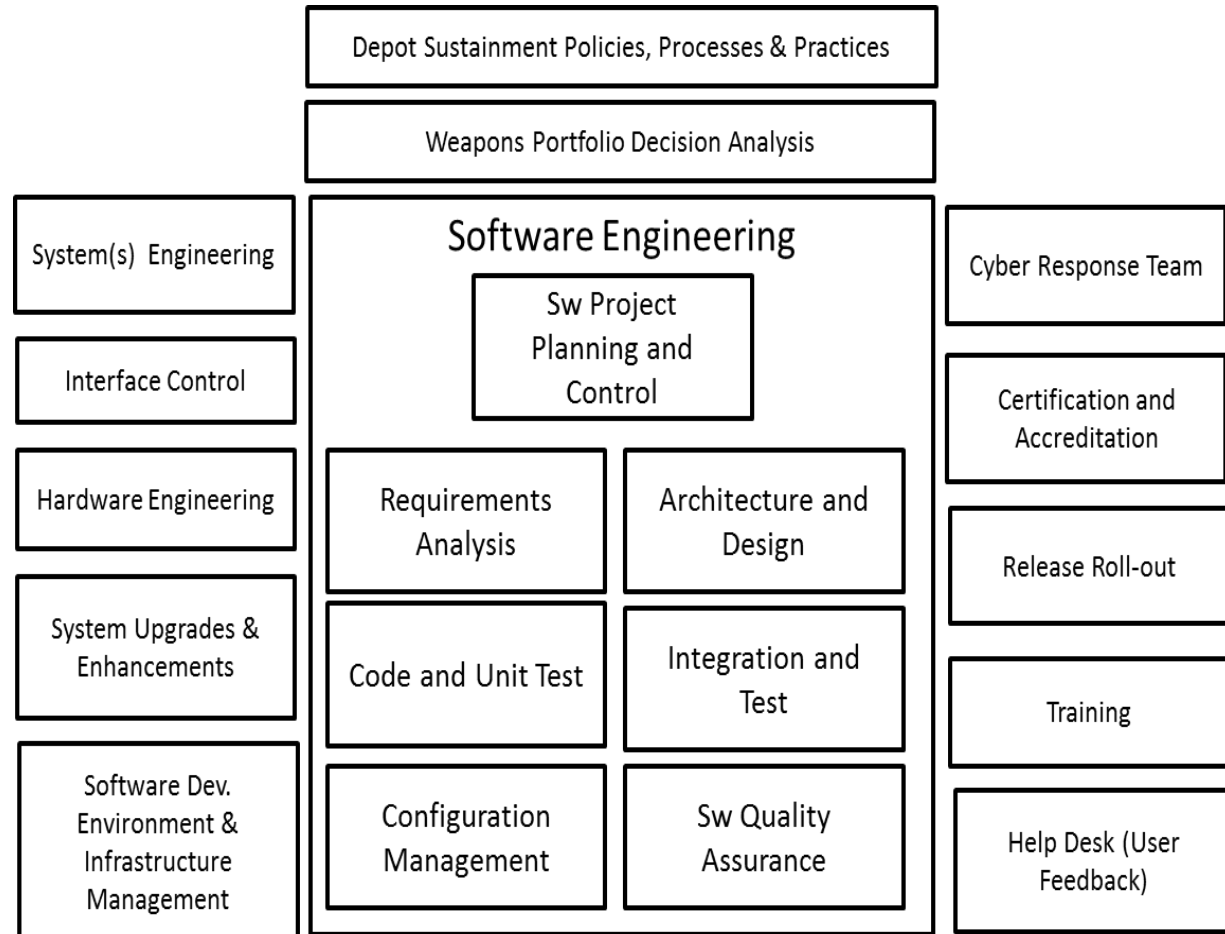 Depot Sustainment Policies, Processes & Practices
Weapons Portfolio Decision Analysis
System(s) Engineering
Interface Control
Hardware Engineering
System Upgrades &
Enhancements
Software Dev.
Environment &
Infrastructure
Management
Software Engineering
Sw Project
Planning and
Control
Requirements
Analysis
Architecture and
Design
Code and Unit Test
Integration and
Test
Configuration
Management
Sw Quality
Assurance
Cyber Response Team
Certification and
Accreditation
Release Roll-out
Training
Help Desk (User
Feedback)